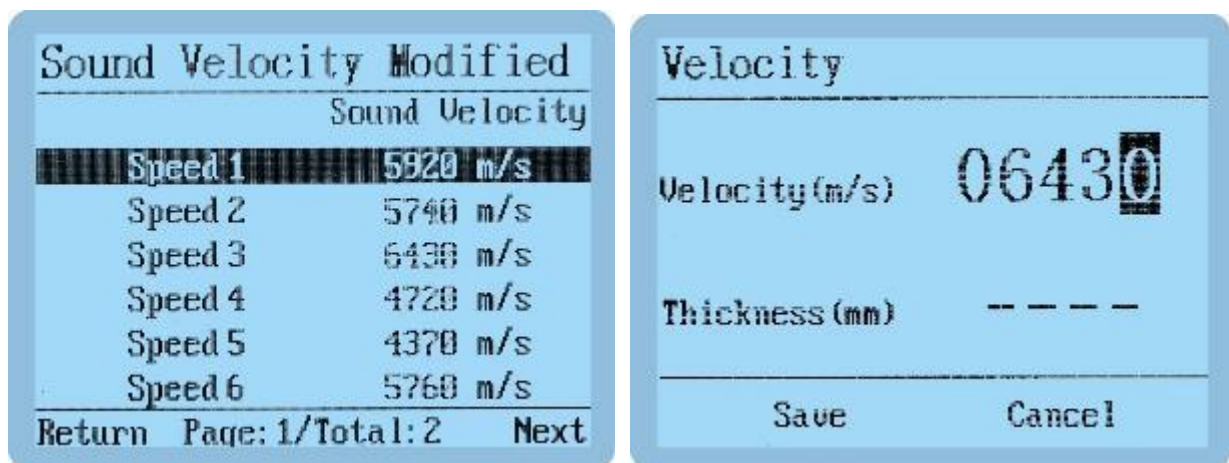 Sound Velocity Modified
Sound Velocity
Speed 1 5920 m/s
Speed 2 5740 m/s
Speed 3 6430 m/s
Speed 4 4720 m/s
Speed 5 4370 m/s
Speed 6 5760 m/s
Return Page: 1/Total: 2 Next
Velocity
Velocity(m/s) 06430
Thickness(mm) ----
Save Cancel